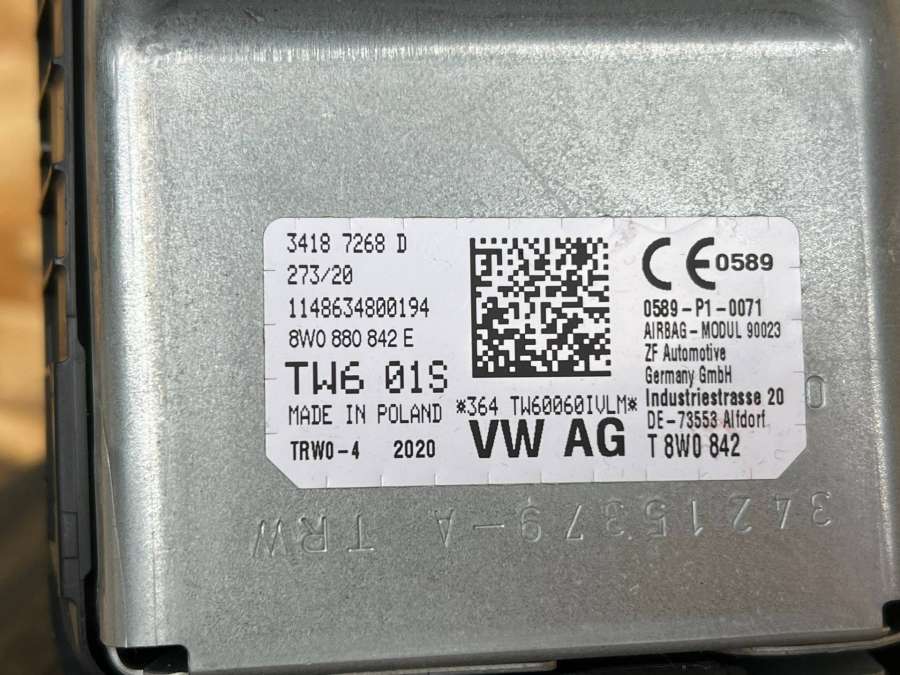 3418 7268 D
273/20
1148634800194
8W0 880 842 E
TW6 01S
MADE IN POLAND
TRW0-4 2020
*364 TW60060IVLM*
VW AG
CE 0589
0589-P1-0071
AIRBAG-MODUL 90023
ZF Automotive
Germany GmbH
Industriestrasse 20
DE-73553 Alfdorf
T 8W0 842
34215379-A TRW